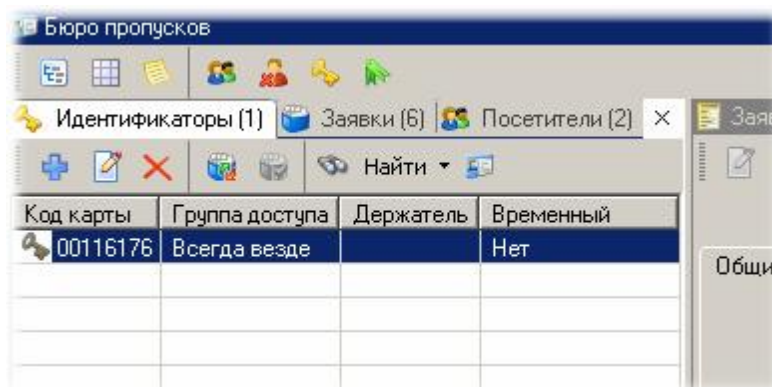 Бюро пропусков
Идентификаторы (1) Заявки (6) Посетители (2)
Найти
Код карты Группа доступа Держатель Временный
00116176 Всегда везде Нет